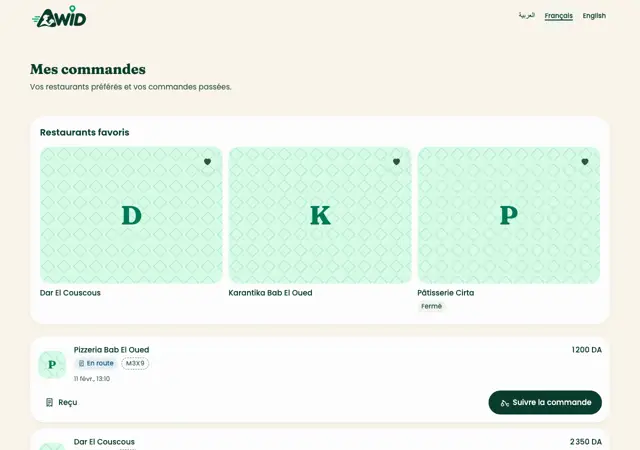 AWID
العربية Français English
Mes commandes
Vos restaurants préférés et vos commandes passées.
Restaurants favoris
D K P
Dar El Couscous Karantika Bab El Oued Pâtisserie Cirta
Fermé
P
Pizzeria Bab El Oued 1 200 DA
En route M3X9
11 févr., 13:10
Reçu Suivre la commande
Dar El Couscous 2 350 DA